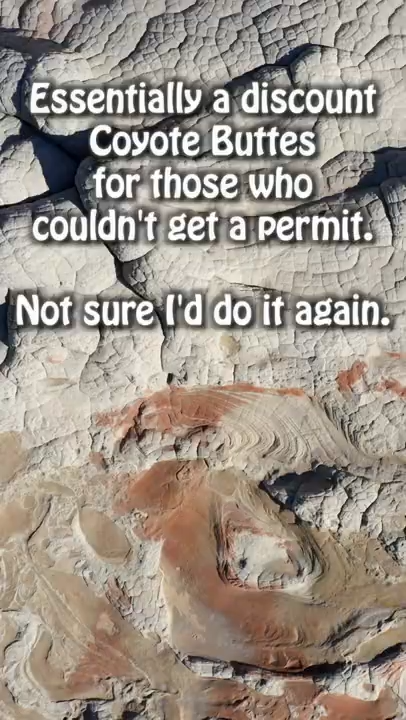 Essentially a discount
Coyote Buttes
for those who
couldn't get a permit.
Not sure I'd do it again.